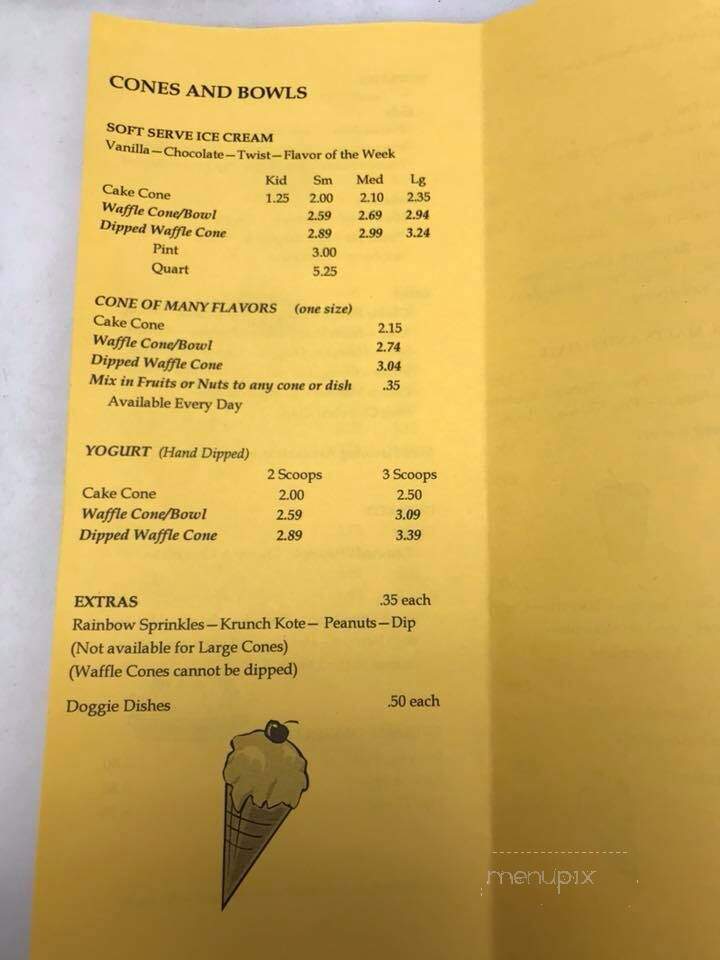 CONES AND BOWLS
SOFT SERVE ICE CREAM
Vanilla—Chocolate—Twist—Flavor of the Week
Kid Sm Med Lg
Cake Cone 1.25 2.00 2.10 2.35
Waffle Cone/Bowl 2.59 2.69 2.94
Dipped Waffle Cone 2.89 2.99 3.24
Pint 3.00
Quart 5.25
CONE OF MANY FLAVORS (one size)
Cake Cone 2.15
Waffle Cone/Bowl 2.74
Dipped Waffle Cone 3.04
Mix in Fruits or Nuts to any cone or dish .35
Available Every Day
YOGURT (Hand Dipped)
2 Scoops 3 Scoops
Cake Cone 2.00 2.50
Waffle Cone/Bowl 2.59 3.09
Dipped Waffle Cone 2.89 3.39
EXTRAS .35 each
Rainbow Sprinkles—Krunch Kote—Peanuts—Dip
(Not available for Large Cones)
(Waffle Cones cannot be dipped)
Doggie Dishes .50 each
menupix